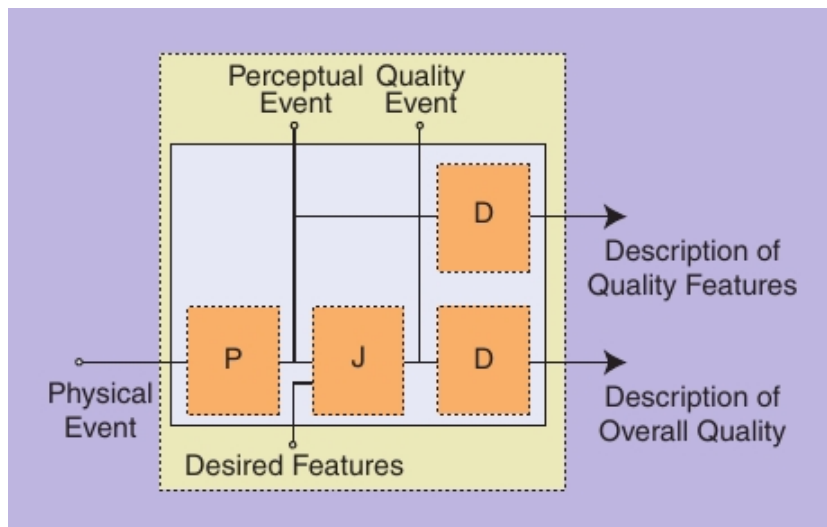 Perceptual Quality
Event Event
D
Description of
Quality Features
P J D
Physical
Event
Description of
Overall Quality
Desired Features